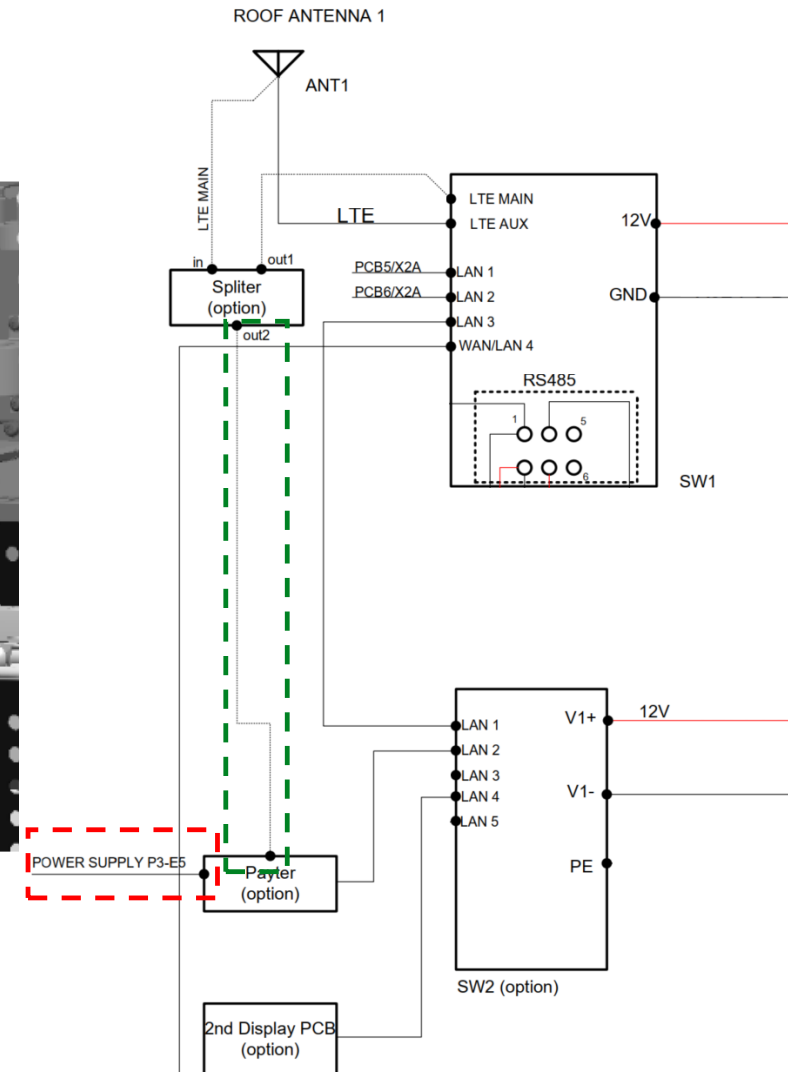 ROOF ANTENNA 1
ANT1
LTE MAIN
LTE
LTE MAIN
LTE AUX
12V
in
out1
Spliter
(option)
out2
PCB5/X2A
LAN 1
PCB6/X2A
LAN 2
GND
LAN 3
WAN/LAN 4
RS485
1
5
6
SW1
LAN 1
V1+
12V
LAN 2
LAN 3
LAN 4
V1-
LAN 5
PE
POWER SUPPLY P3-E5
Payter
(option)
SW2 (option)
2nd Display PCB
(option)